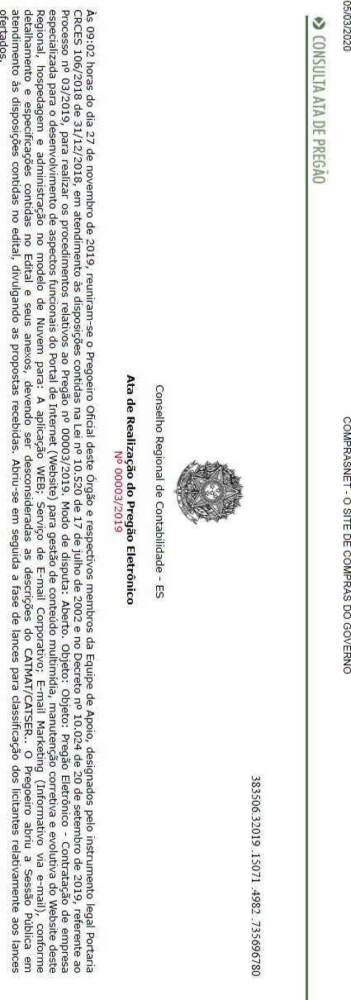 05/03/2020
COMPRASNET - O SITE DE COMPRAS DO GOVERNO
CONSULTA ATA DE PREGÃO
383506.32019 .15071 .4982 .735696780
Conselho Regional de Contabilidade - ES
Ata de Realização do Pregão Eletrônico
Nº 00003/2019
Às 09:02 horas do dia 27 de novembro de 2019, reuniram-se o Pregoeiro Oficial deste Órgão e respectivos membros da Equipe de Apoio, designados pelo instrumento legal Portaria
CRCES 106/2018 de 31/12/2018, em atendimento às disposições contidas na Lei nº 10.520 de 17 de julho de 2002 e no Decreto nº 10.024 de 20 de setembro de 2019, referente ao
Processo nº 03/2019, para realizar os procedimentos relativos ao Pregão nº 00003/2019. Modo de disputa: Aberto. Objeto: Objeto: Pregão Eletrônico - Contratação de empresa
especializada para o desenvolvimento de aspectos funcionais do Portal de Internet (Website) para gestão de conteúdo multimídia, manutenção corretiva e evolutiva do Website deste
Regional, hospedagem e administração no modelo de Nuvem para: A aplicação WEB; Serviço de E-mail Corporativo; E-mail Marketing (Informativo via e-mail), conforme
detalhamento e especificações contidas no Edital e seus anexos, devendo ser desconsideradas as descrições do CATMAT/CATSER.. O Pregoeiro abriu a Sessão Pública em
atendimento às disposições contidas no edital, divulgando as propostas recebidas. Abriu-se em seguida a fase de lances para classificação dos licitantes relativamente aos lances
ofertados.